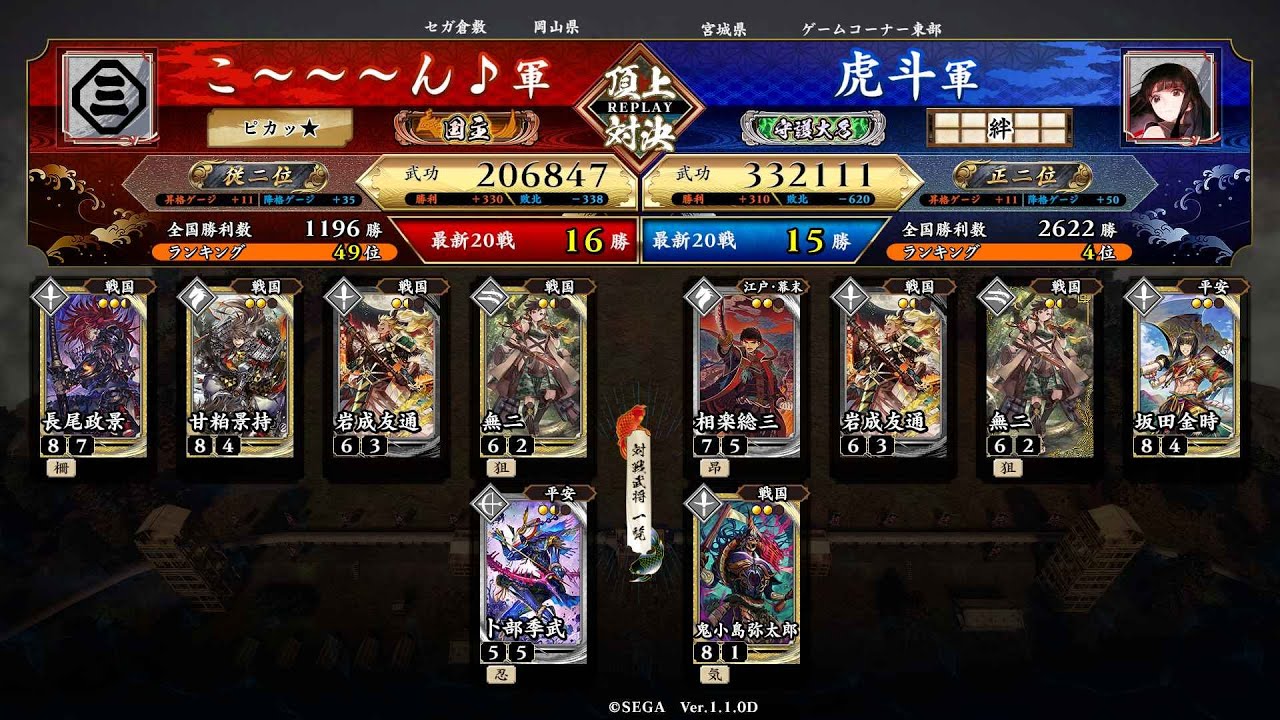 セガ倉敷 岡山県
宮城県 ゲームコーナー東部
三
こ〜〜〜ん♪軍
頂上
REPLAY
対決
虎斗軍
ピカッ★
国主
守護大名
絆
従二位
武功 206847
武功 332111
正二位
昇格ゲージ +11 降格ゲージ +35
勝利 +330 敗北 -338
勝利 +310 敗北 -620
昇格ゲージ +11 降格ゲージ +50
全国勝利数 1196勝
最新20戦 16勝
最新20戦 15勝
全国勝利数 2622勝
ランキング 49位
ランキング 4位
戦国
長尾政景
8 7
柵
戦国
甘粕景持
8 4
戦国
岩成友通
6 3
戦国
無二
6 2
狙
江戸・幕末
相楽総三
7 5
昂
戦国
岩成友通
6 3
戦国
無二
6 2
狙
平安
坂田金時
8 4
対戦武将一覧
平安
卜部季武
5 5
忍
戦国
鬼小島弥太郎
8 1
気
©SEGA Ver.1.1.0D